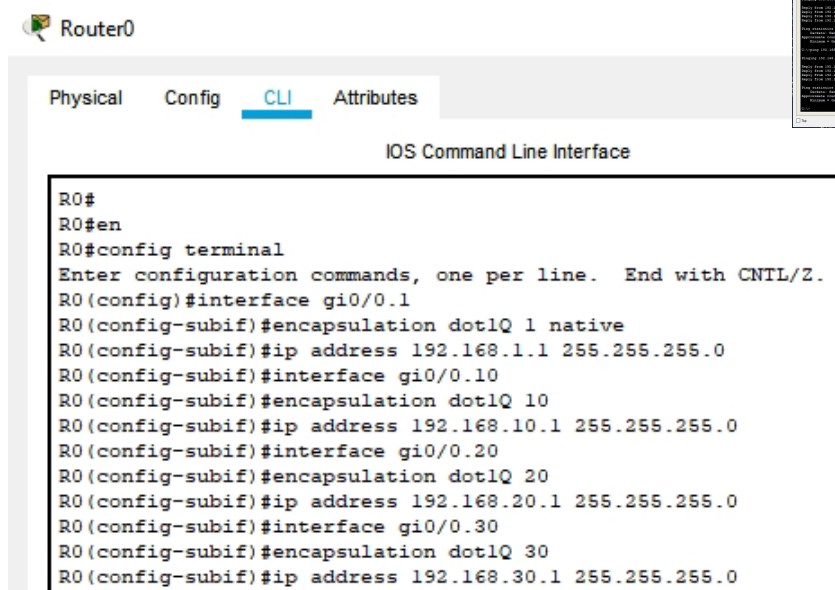 Router0
Physical Config CLI Attributes
IOS Command Line Interface
R0#
R0#en
R0#config terminal
Enter configuration commands, one per line.  End with CNTL/Z.
R0(config)#interface gi0/0.1
R0(config-subif)#encapsulation dot1Q 1 native
R0(config-subif)#ip address 192.168.1.1 255.255.255.0
R0(config-subif)#interface gi0/0.10
R0(config-subif)#encapsulation dot1Q 10
R0(config-subif)#ip address 192.168.10.1 255.255.255.0
R0(config-subif)#interface gi0/0.20
R0(config-subif)#encapsulation dot1Q 20
R0(config-subif)#ip address 192.168.20.1 255.255.255.0
R0(config-subif)#interface gi0/0.30
R0(config-subif)#encapsulation dot1Q 30
R0(config-subif)#ip address 192.168.30.1 255.255.255.0